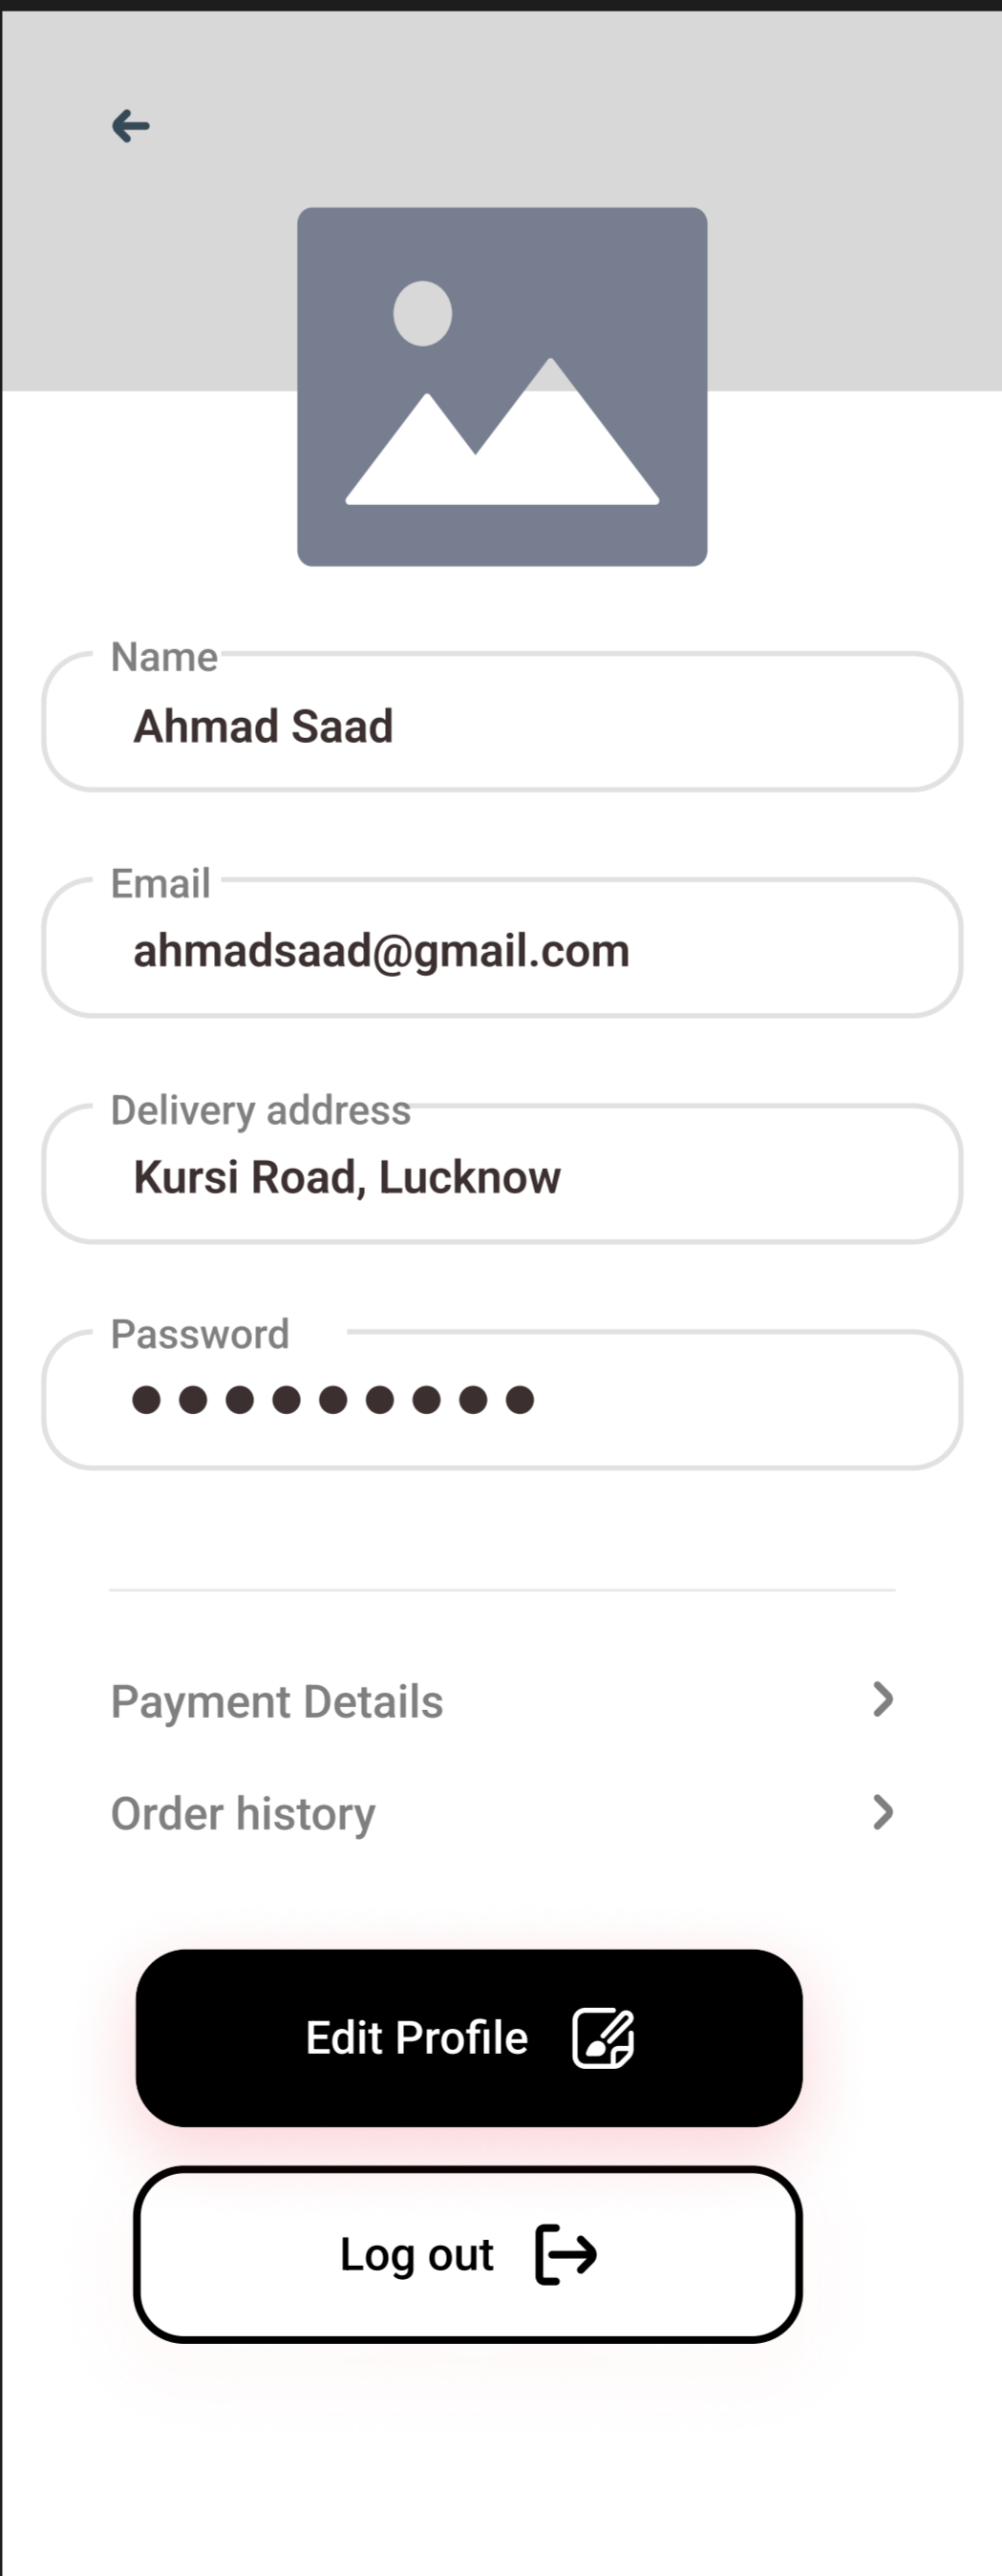 Name
Ahmad Saad
Email
ahmadsaad@gmail.com
Delivery address
Kursi Road, Lucknow
Password
●●●●●●●●●
Payment Details
Order history
Edit Profile
Log out